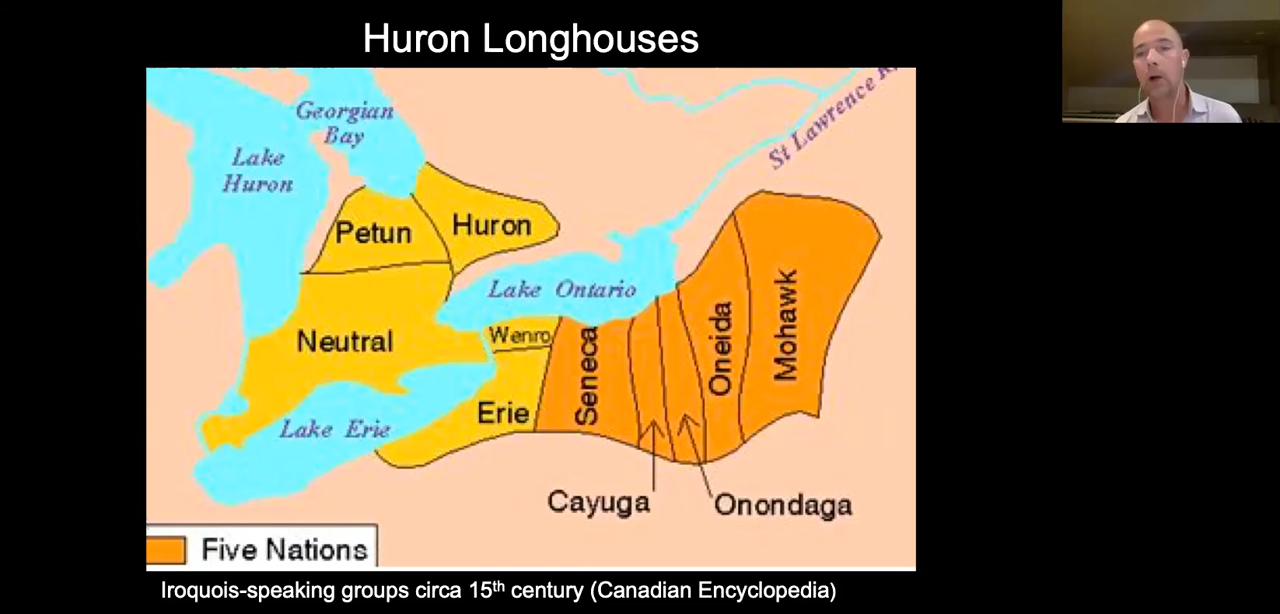 Huron Longhouses
Georgian
Bay
Lake
Huron
St Lawrence
Petun
Huron
Lake Ontario
Neutral
Wenro
Seneca
Oneida
Mohawk
Erie
Lake Erie
Cayuga
Onondaga
Five Nations
Iroquois-speaking groups circa 15th century (Canadian Encyclopedia)